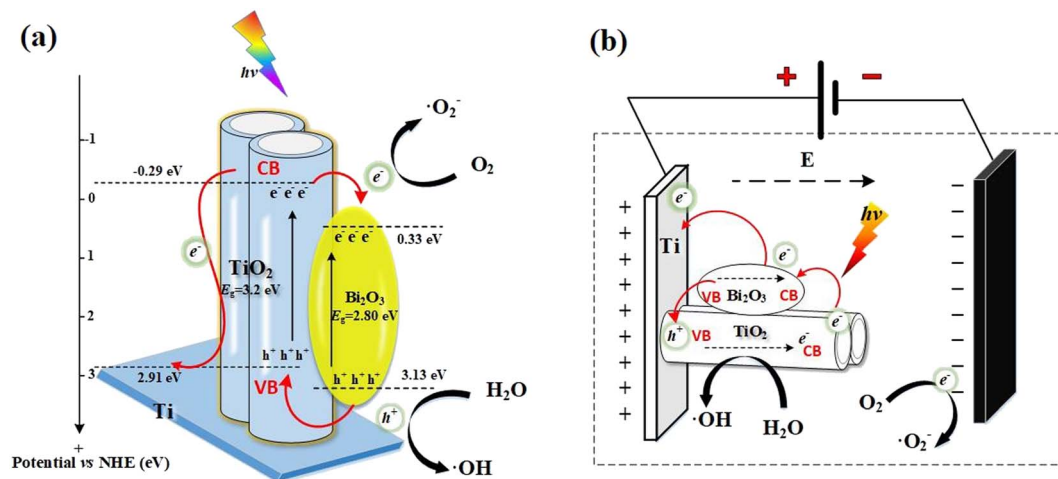 (a)
hν
-1
0
1
2
3
+
Potential vs NHE (eV)
-0.29 eV
CB
e⁻ e⁻ e⁻
e⁻
·O₂⁻
O₂
e⁻
TiO₂
Eg=3.2 eV
e⁻ e⁻ e⁻
0.33 eV
Bi₂O₃
Eg=2.80 eV
h⁺ h⁺ h⁺
2.91 eV
VB
h⁺ h⁺ h⁺
3.13 eV
Ti
h⁺
H₂O
·OH
(b)
+ −
E
hν
Ti
e⁻
e⁻
VB Bi₂O₃ CB
e⁻
h⁺ VB TiO₂
e⁻
CB
·OH
H₂O
O₂
e⁻
·O₂⁻
+
+
+
+
+
+
+
+
+
+
+
+
−
−
−
−
−
−
−
−